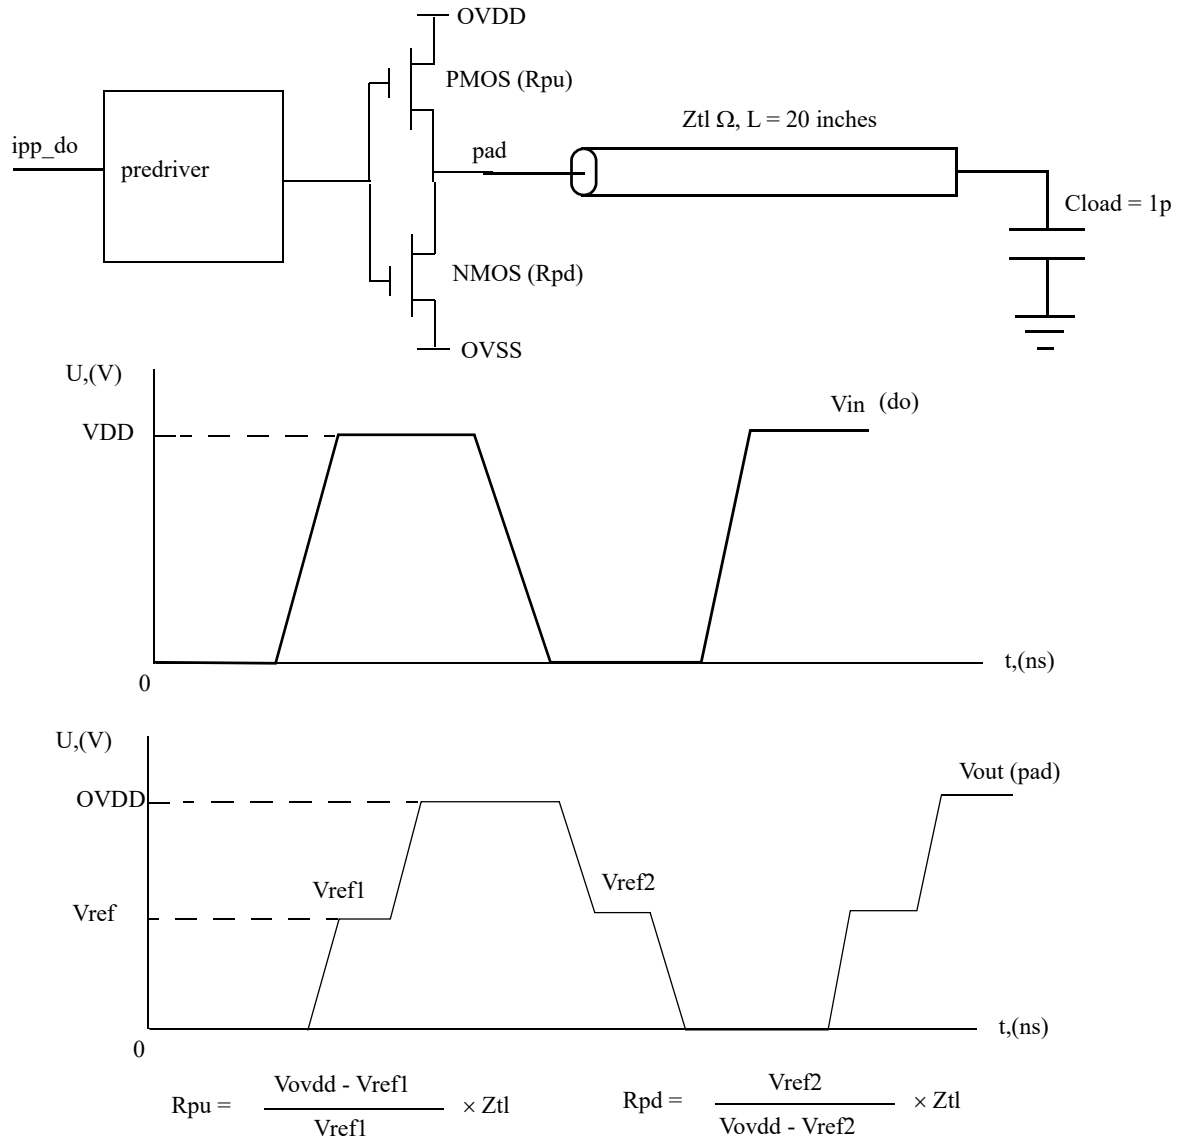 OVDD
PMOS (Rpu)
ipp_do
predriver
pad
Ztl Ω, L = 20 inches
Cload = 1p
NMOS (Rpd)
OVSS
U,(V)
VDD
Vin (do)
t,(ns)
0
U,(V)
OVDD
Vout (pad)
Vref1
Vref2
Vref
t,(ns)
0
Rpu = Vovdd - Vref1 × Ztl
Vref1
Rpd = Vref2 × Ztl
Vovdd - Vref2